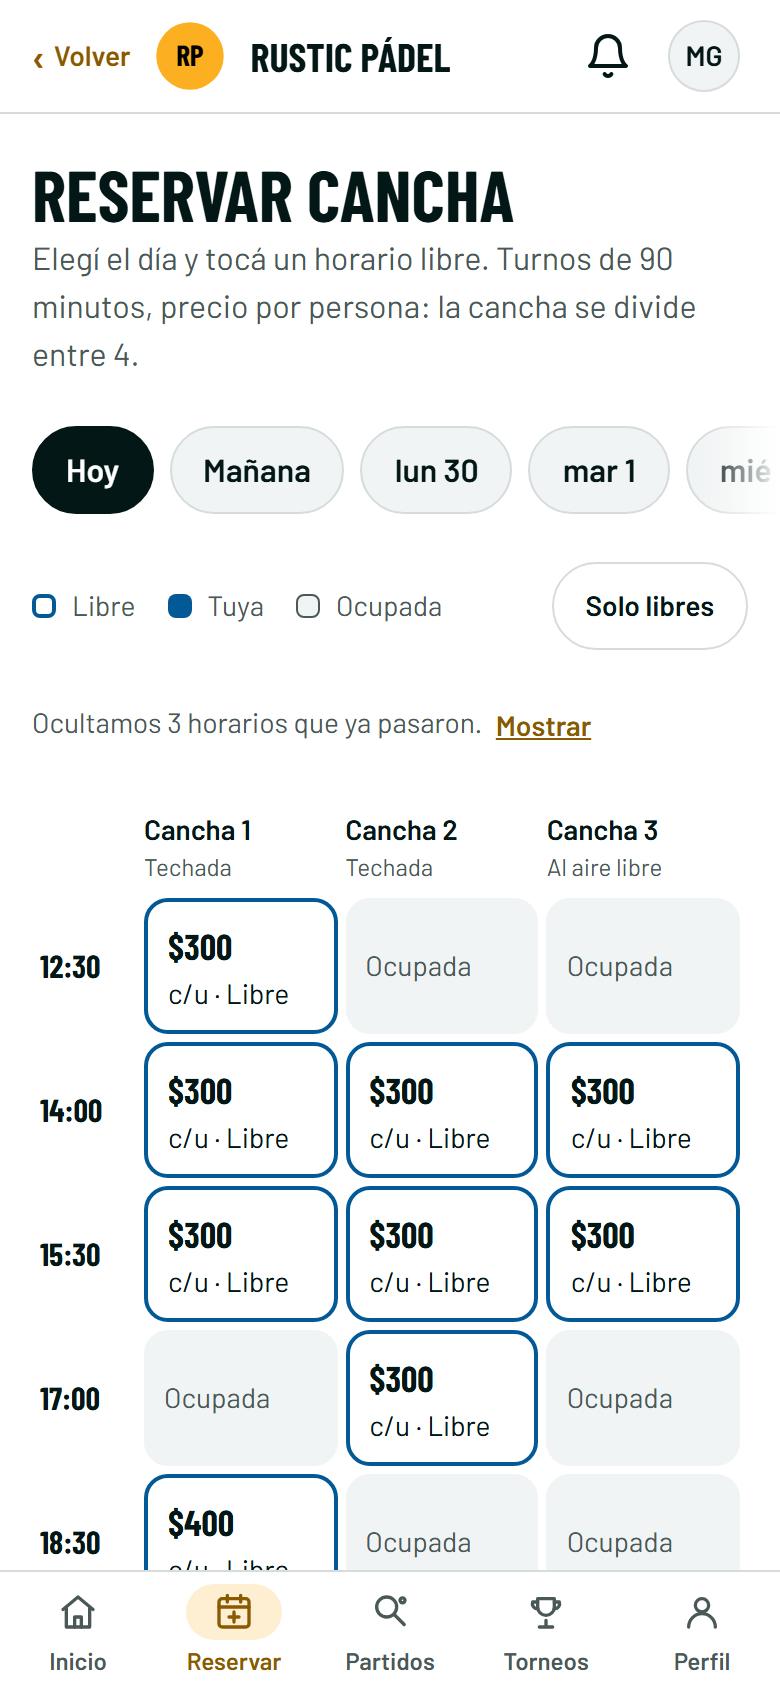 ‹ Volver
RP
RUSTIC PÁDEL
MG
RESERVAR CANCHA
Elegí el día y tocá un horario libre. Turnos de 90
minutos, precio por persona: la cancha se divide
entre 4.
Hoy
Mañana
lun 30
mar 1
mié
Libre
Tuya
Ocupada
Solo libres
Ocultamos 3 horarios que ya pasaron. Mostrar
Cancha 1
Cancha 2
Cancha 3
Techada
Techada
Al aire libre
12:30
$300
c/u · Libre
Ocupada
Ocupada
14:00
$300
c/u · Libre
$300
c/u · Libre
$300
c/u · Libre
15:30
$300
c/u · Libre
$300
c/u · Libre
$300
c/u · Libre
17:00
Ocupada
$300
c/u · Libre
Ocupada
18:30
$400
c/u · Libre
Ocupada
Ocupada
Inicio
Reservar
Partidos
Torneos
Perfil